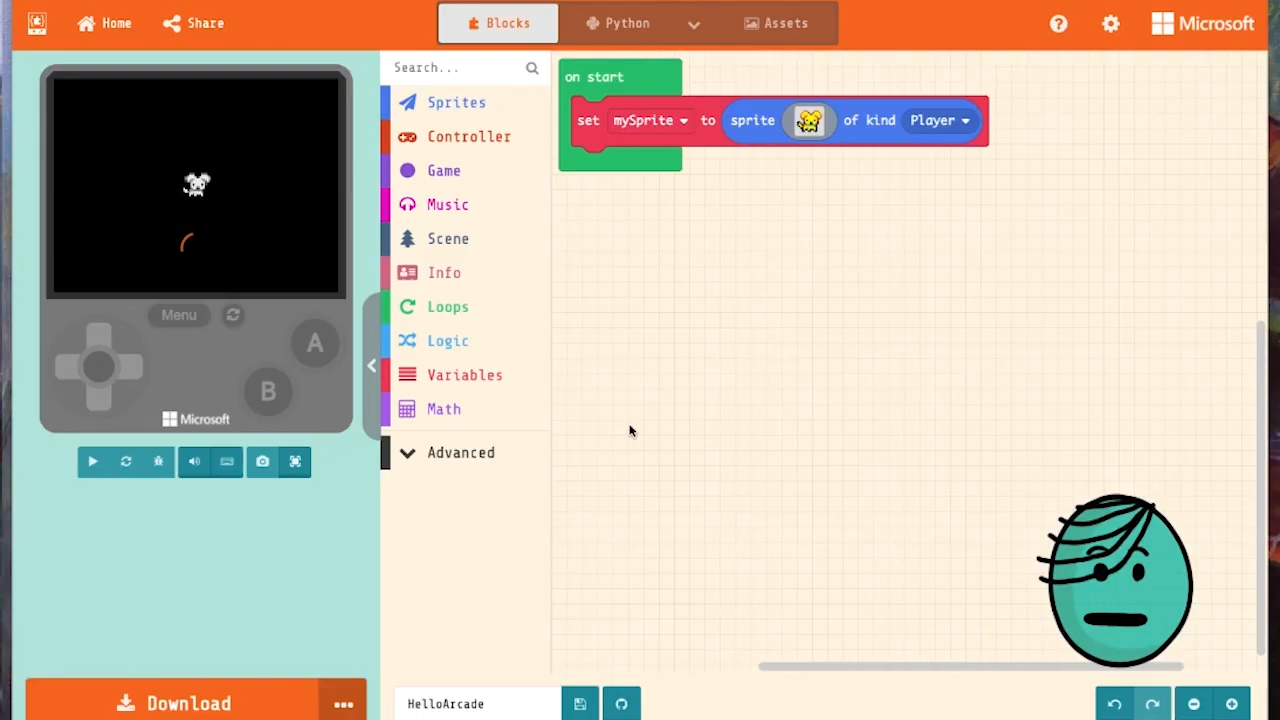 Home
Share
Blocks
Python
Assets
Microsoft
Menu
A
B
Microsoft
Search...
Sprites
Controller
Game
Music
Scene
Info
Loops
Logic
Variables
Math
Advanced
on start
set mySprite to sprite of kind Player
Download
HelloArcade